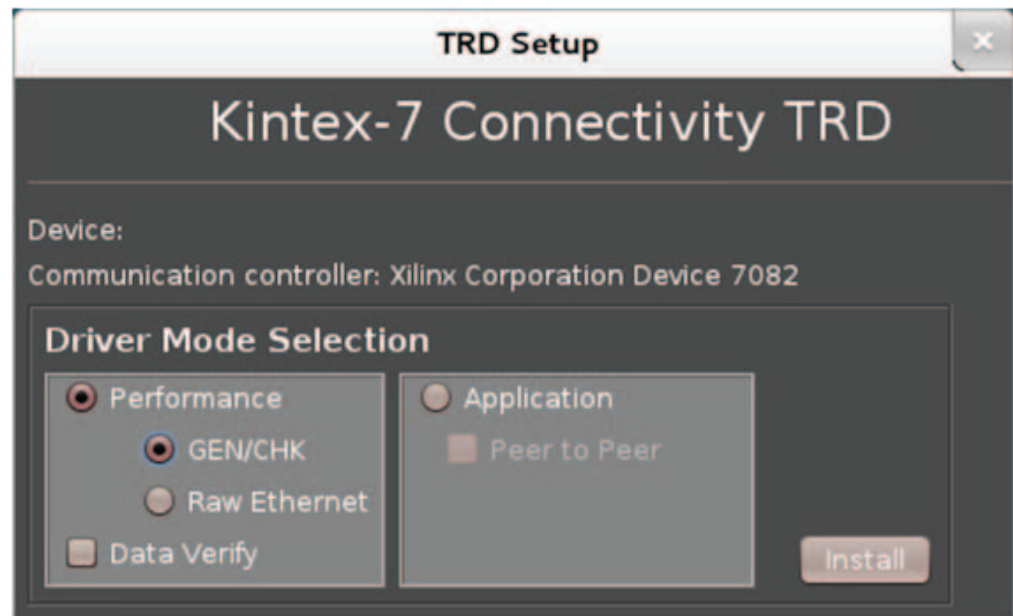 TRD Setup
Kintex-7 Connectivity TRD
Device:
Communication controller: Xilinx Corporation Device 7082
Driver Mode Selection
Performance
GEN/CHK
Raw Ethernet
Data Verify
Application
Peer to Peer
Install